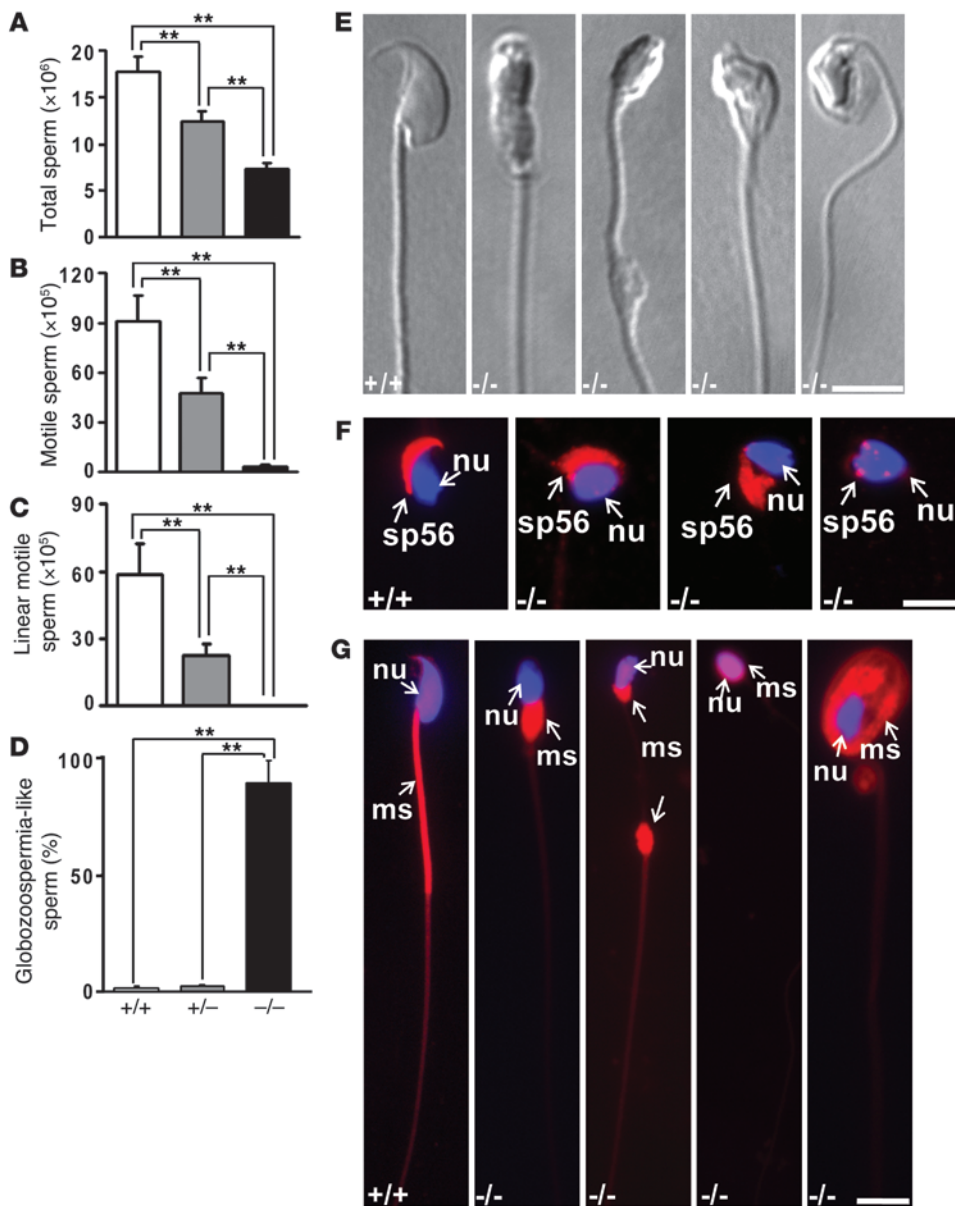 A
Total sperm (×10⁶)
20
15
10
5
0
**
**
**
B
Motile sperm (×10⁵)
120
90
60
30
0
**
**
**
C
Linear motile
sperm (×10⁵)
90
60
30
0
**
**
**
D
Globozoospermia-like
sperm (%)
100
50
0
**
**
+/+
+/−
−/−
E
+/+
-/-
-/-
-/-
-/-
F
nu
sp56
+/+
sp56
nu
-/-
nu
sp56
-/-
nu
-/-
G
nu
ms
+/+
nu
ms
-/-
nu
ms
-/-
nu
ms
-/-
nu
ms
-/-